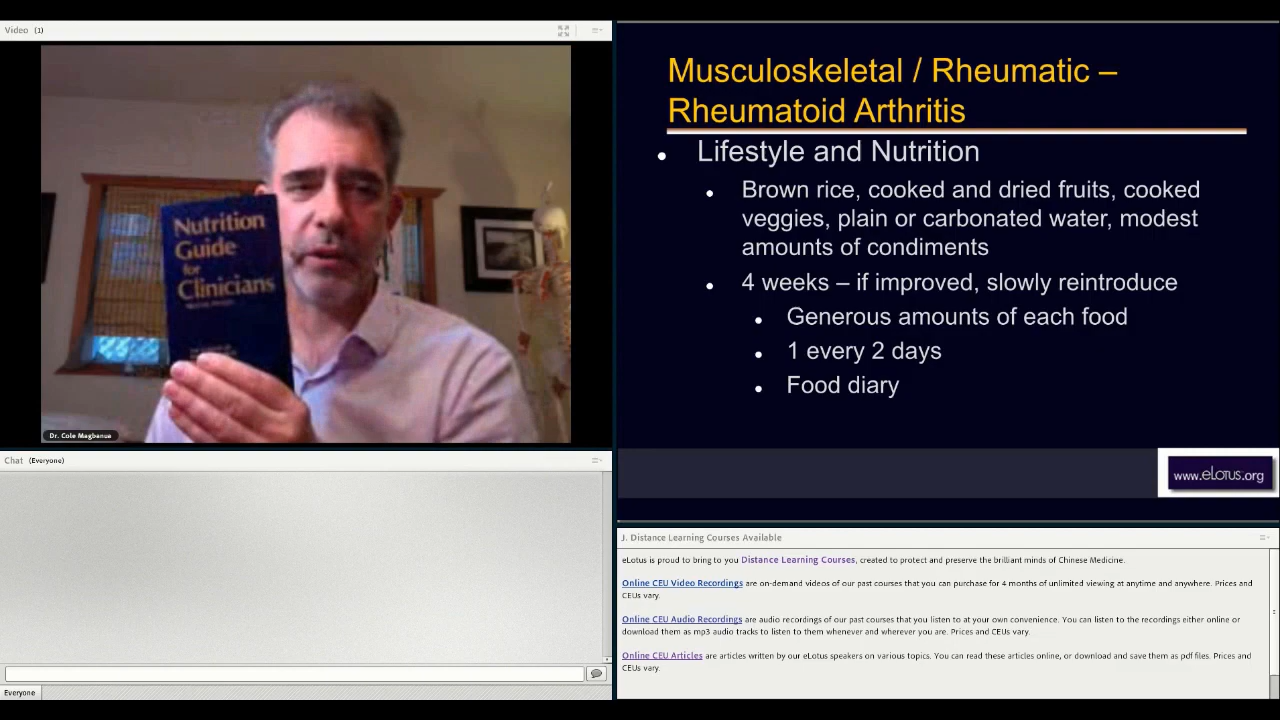 Video (1)
Nutrition
Guide
for
Clinicians
Dr. Cole Magbanua
Chat (Everyone)
Everyone
Musculoskeletal / Rheumatic –
Rheumatoid Arthritis
Lifestyle and Nutrition
Brown rice, cooked and dried fruits, cooked
veggies, plain or carbonated water, modest
amounts of condiments
4 weeks – if improved, slowly reintroduce
Generous amounts of each food
1 every 2 days
Food diary
www.eLotus.org
J. Distance Learning Courses Available
eLotus is proud to bring to you Distance Learning Courses, created to protect and preserve the brilliant minds of Chinese Medicine.
Online CEU Video Recordings are on-demand videos of our past courses that you can purchase for 4 months of unlimited viewing at anytime and anywhere. Prices and
CEUs vary.
Online CEU Audio Recordings are audio recordings of our past courses that you listen to at your own convenience. You can listen to the recordings either online or
download them as mp3 audio tracks to listen to them whenever and wherever you are. Prices and CEUs vary.
Online CEU Articles are articles written by our eLotus speakers on various topics. You can read these articles online, or download and save them as pdf files. Prices and
CEUs vary.